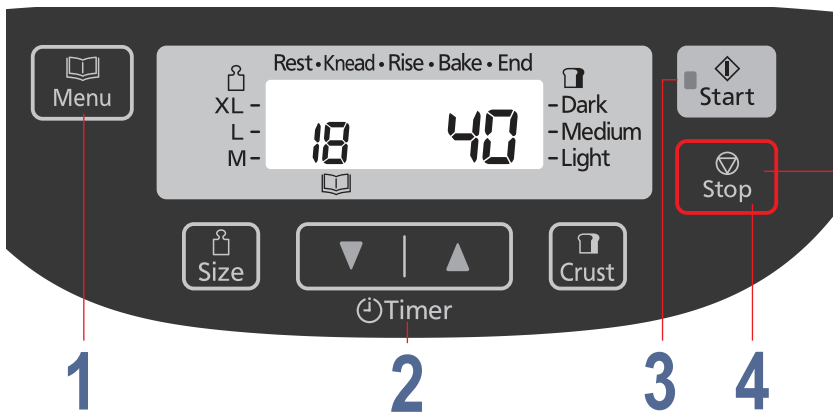 Menu
Rest • Knead • Rise • Bake • End
XL –
L –
M –
18
40
– Dark
– Medium
– Light
Start
Stop
Size
Crust
Timer
1
2
3
4